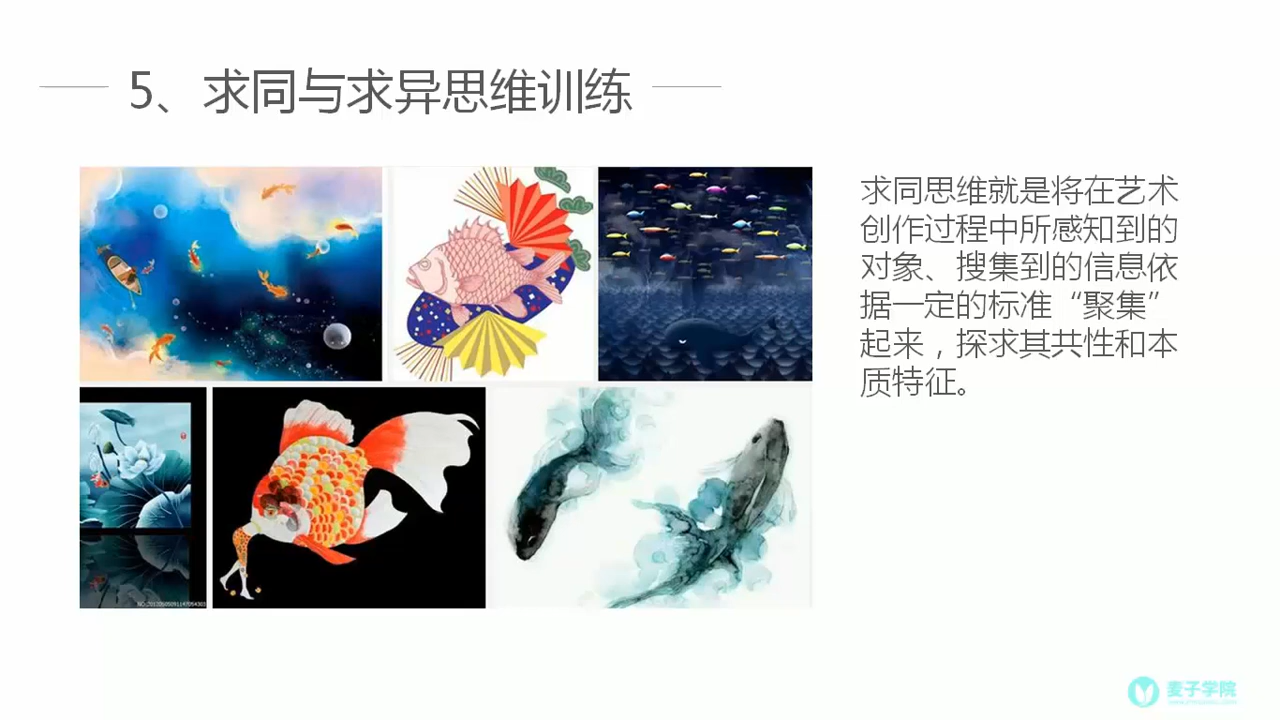 5、求同与求异思维训练
求同思维就是将在艺术
创作过程中所感知到的
对象、搜集到的信息依
据一定的标准“聚集”
起来，探求其共性和本
质特征。
麦子学院